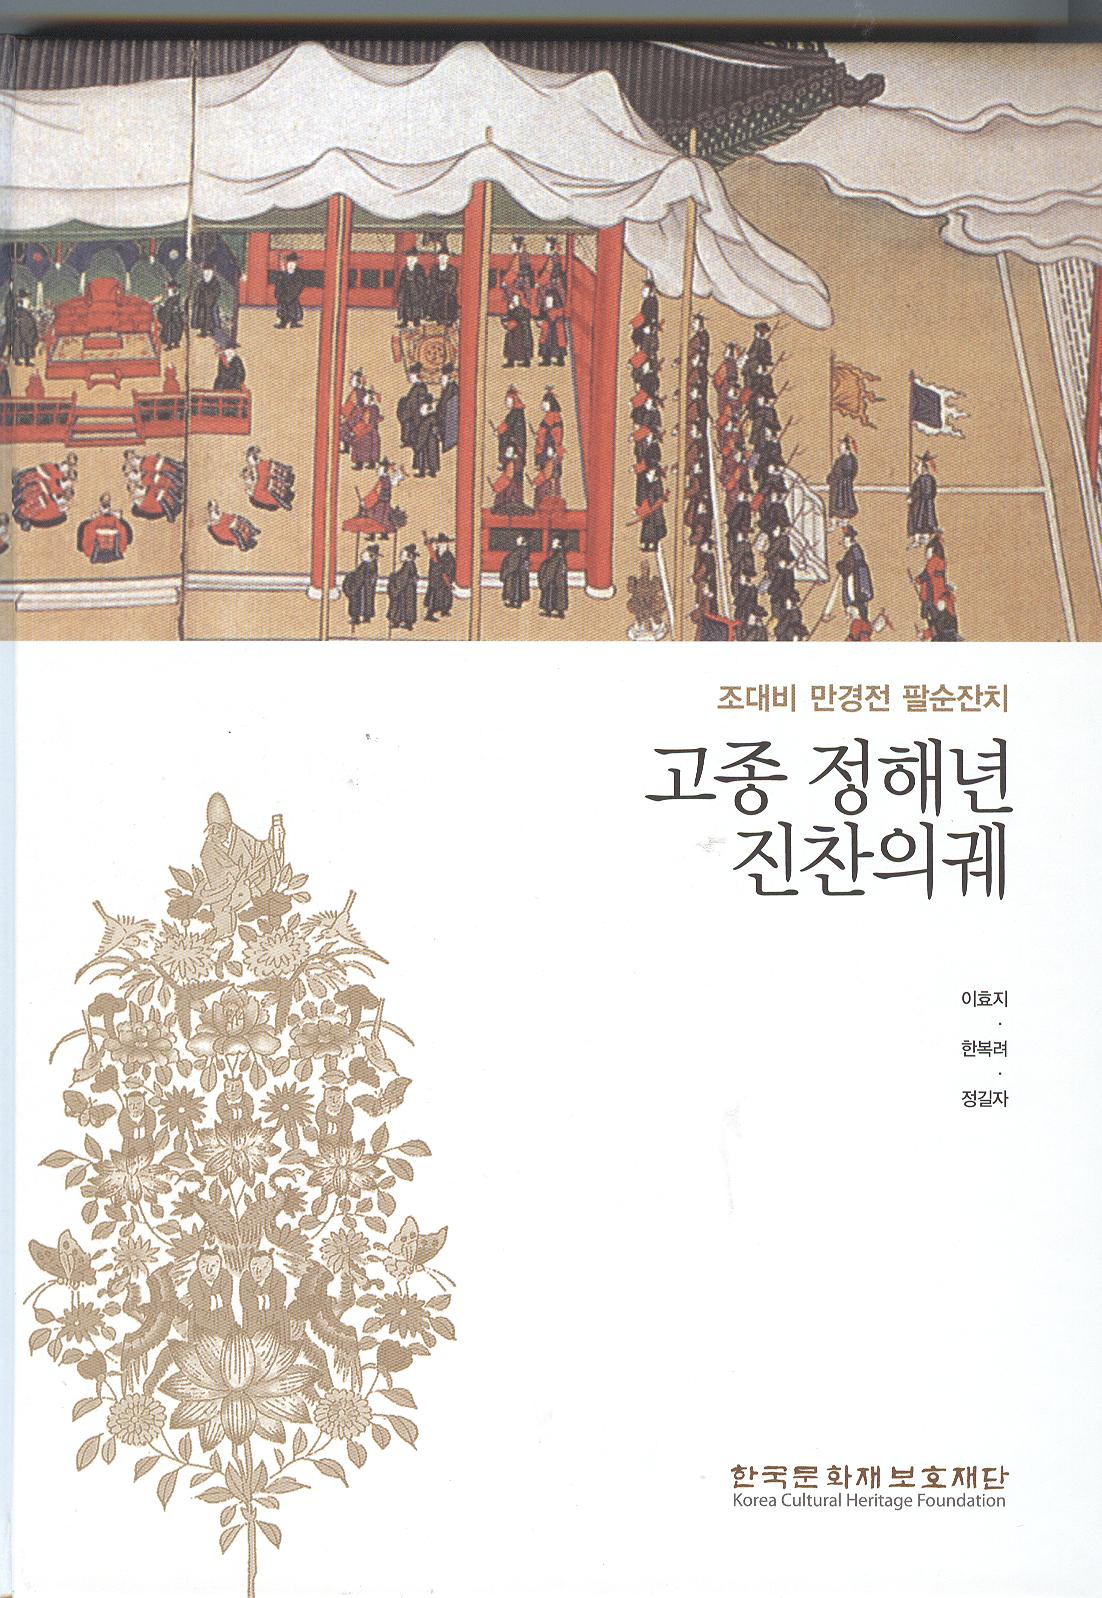 조대비 만경전 팔순잔치
고종 정해년
진찬의궤
이효지
·
한복려
·
정길자
한국문화재보호재단
Korea Cultural Heritage Foundation